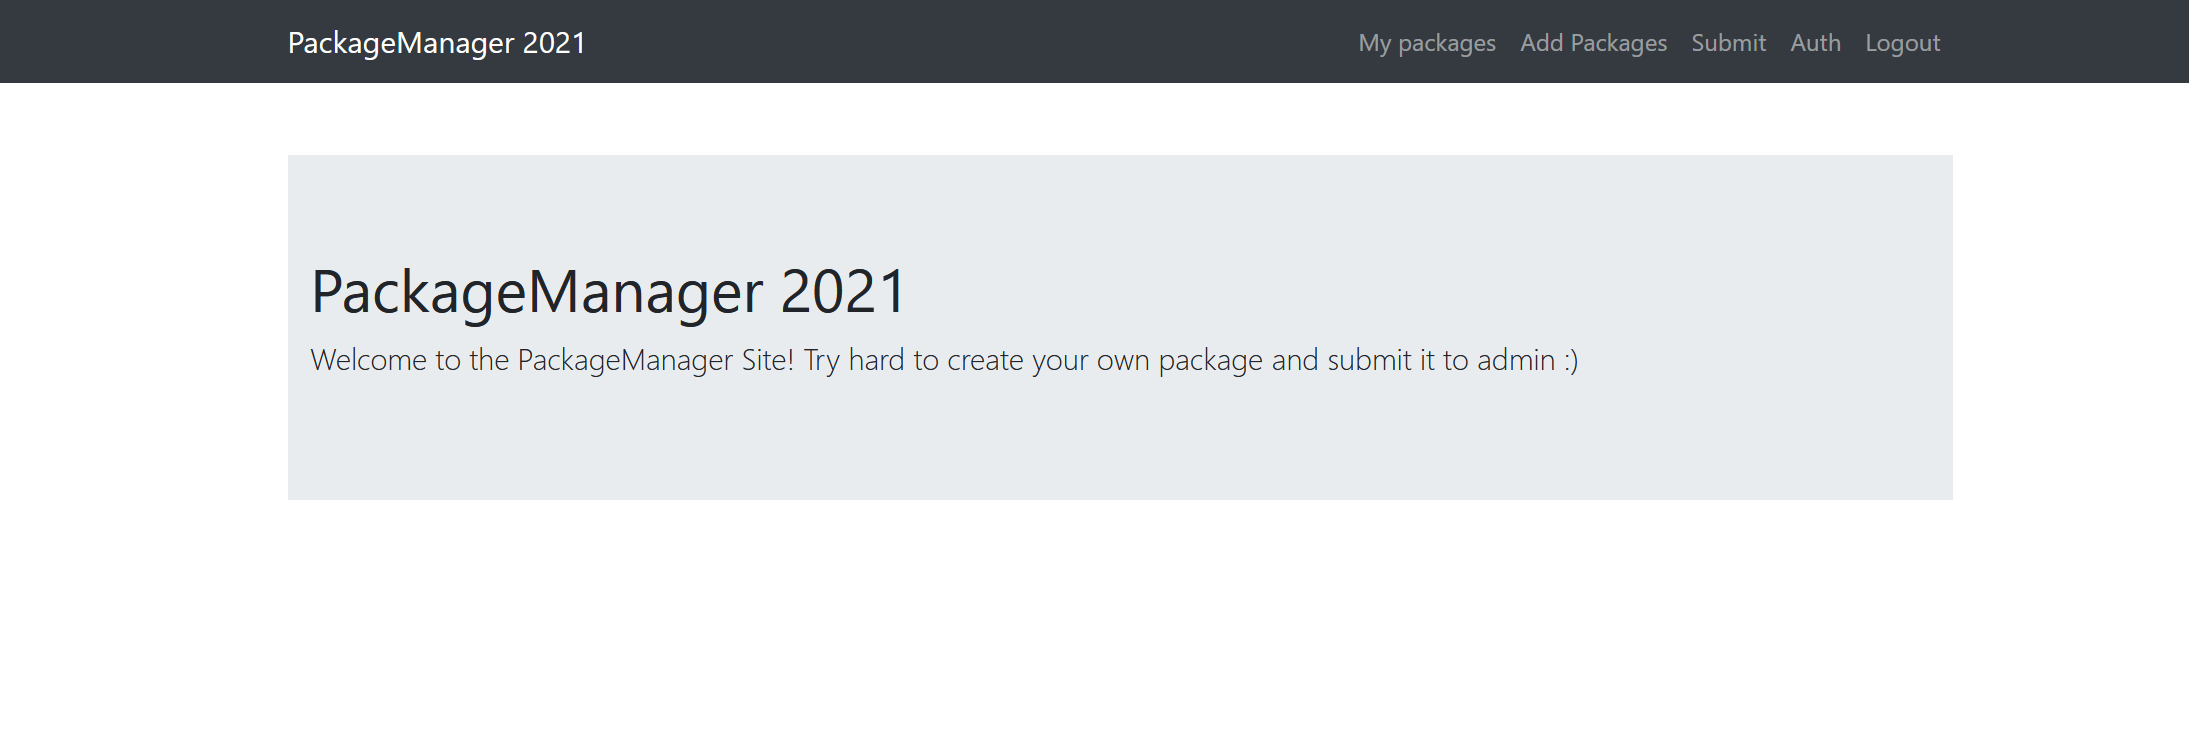 PackageManager 2021
My packages Add Packages Submit Auth Logout
PackageManager 2021
Welcome to the PackageManager Site! Try hard to create your own package and submit it to admin :)